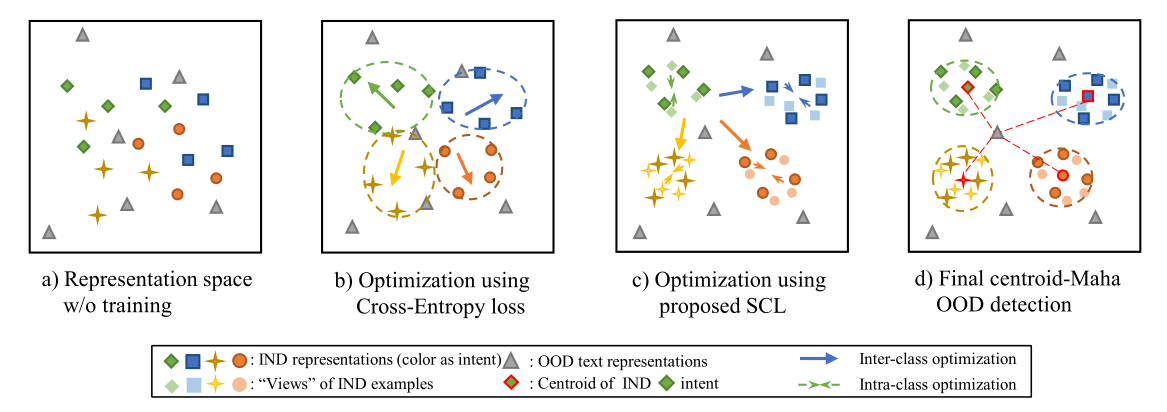 a) Representation space
w/o training
b) Optimization using
Cross-Entropy loss
c) Optimization using
proposed SCL
d) Final centroid-Maha
OOD detection
: IND representations (color as intent)
: OOD text representations
Inter-class optimization
: “Views” of IND examples
: Centroid of IND intent
Intra-class optimization